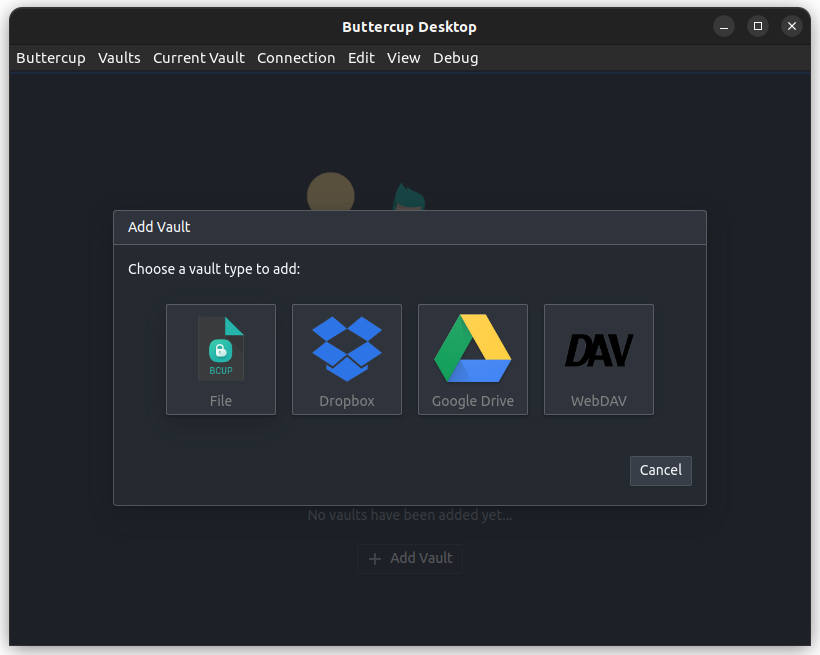 Buttercup Desktop
Buttercup Vaults Current Vault Connection Edit View Debug
Add Vault
Choose a vault type to add:
BCUP
DAV
File Dropbox Google Drive WebDAV
Cancel
No vaults have been added yet...
+ Add Vault